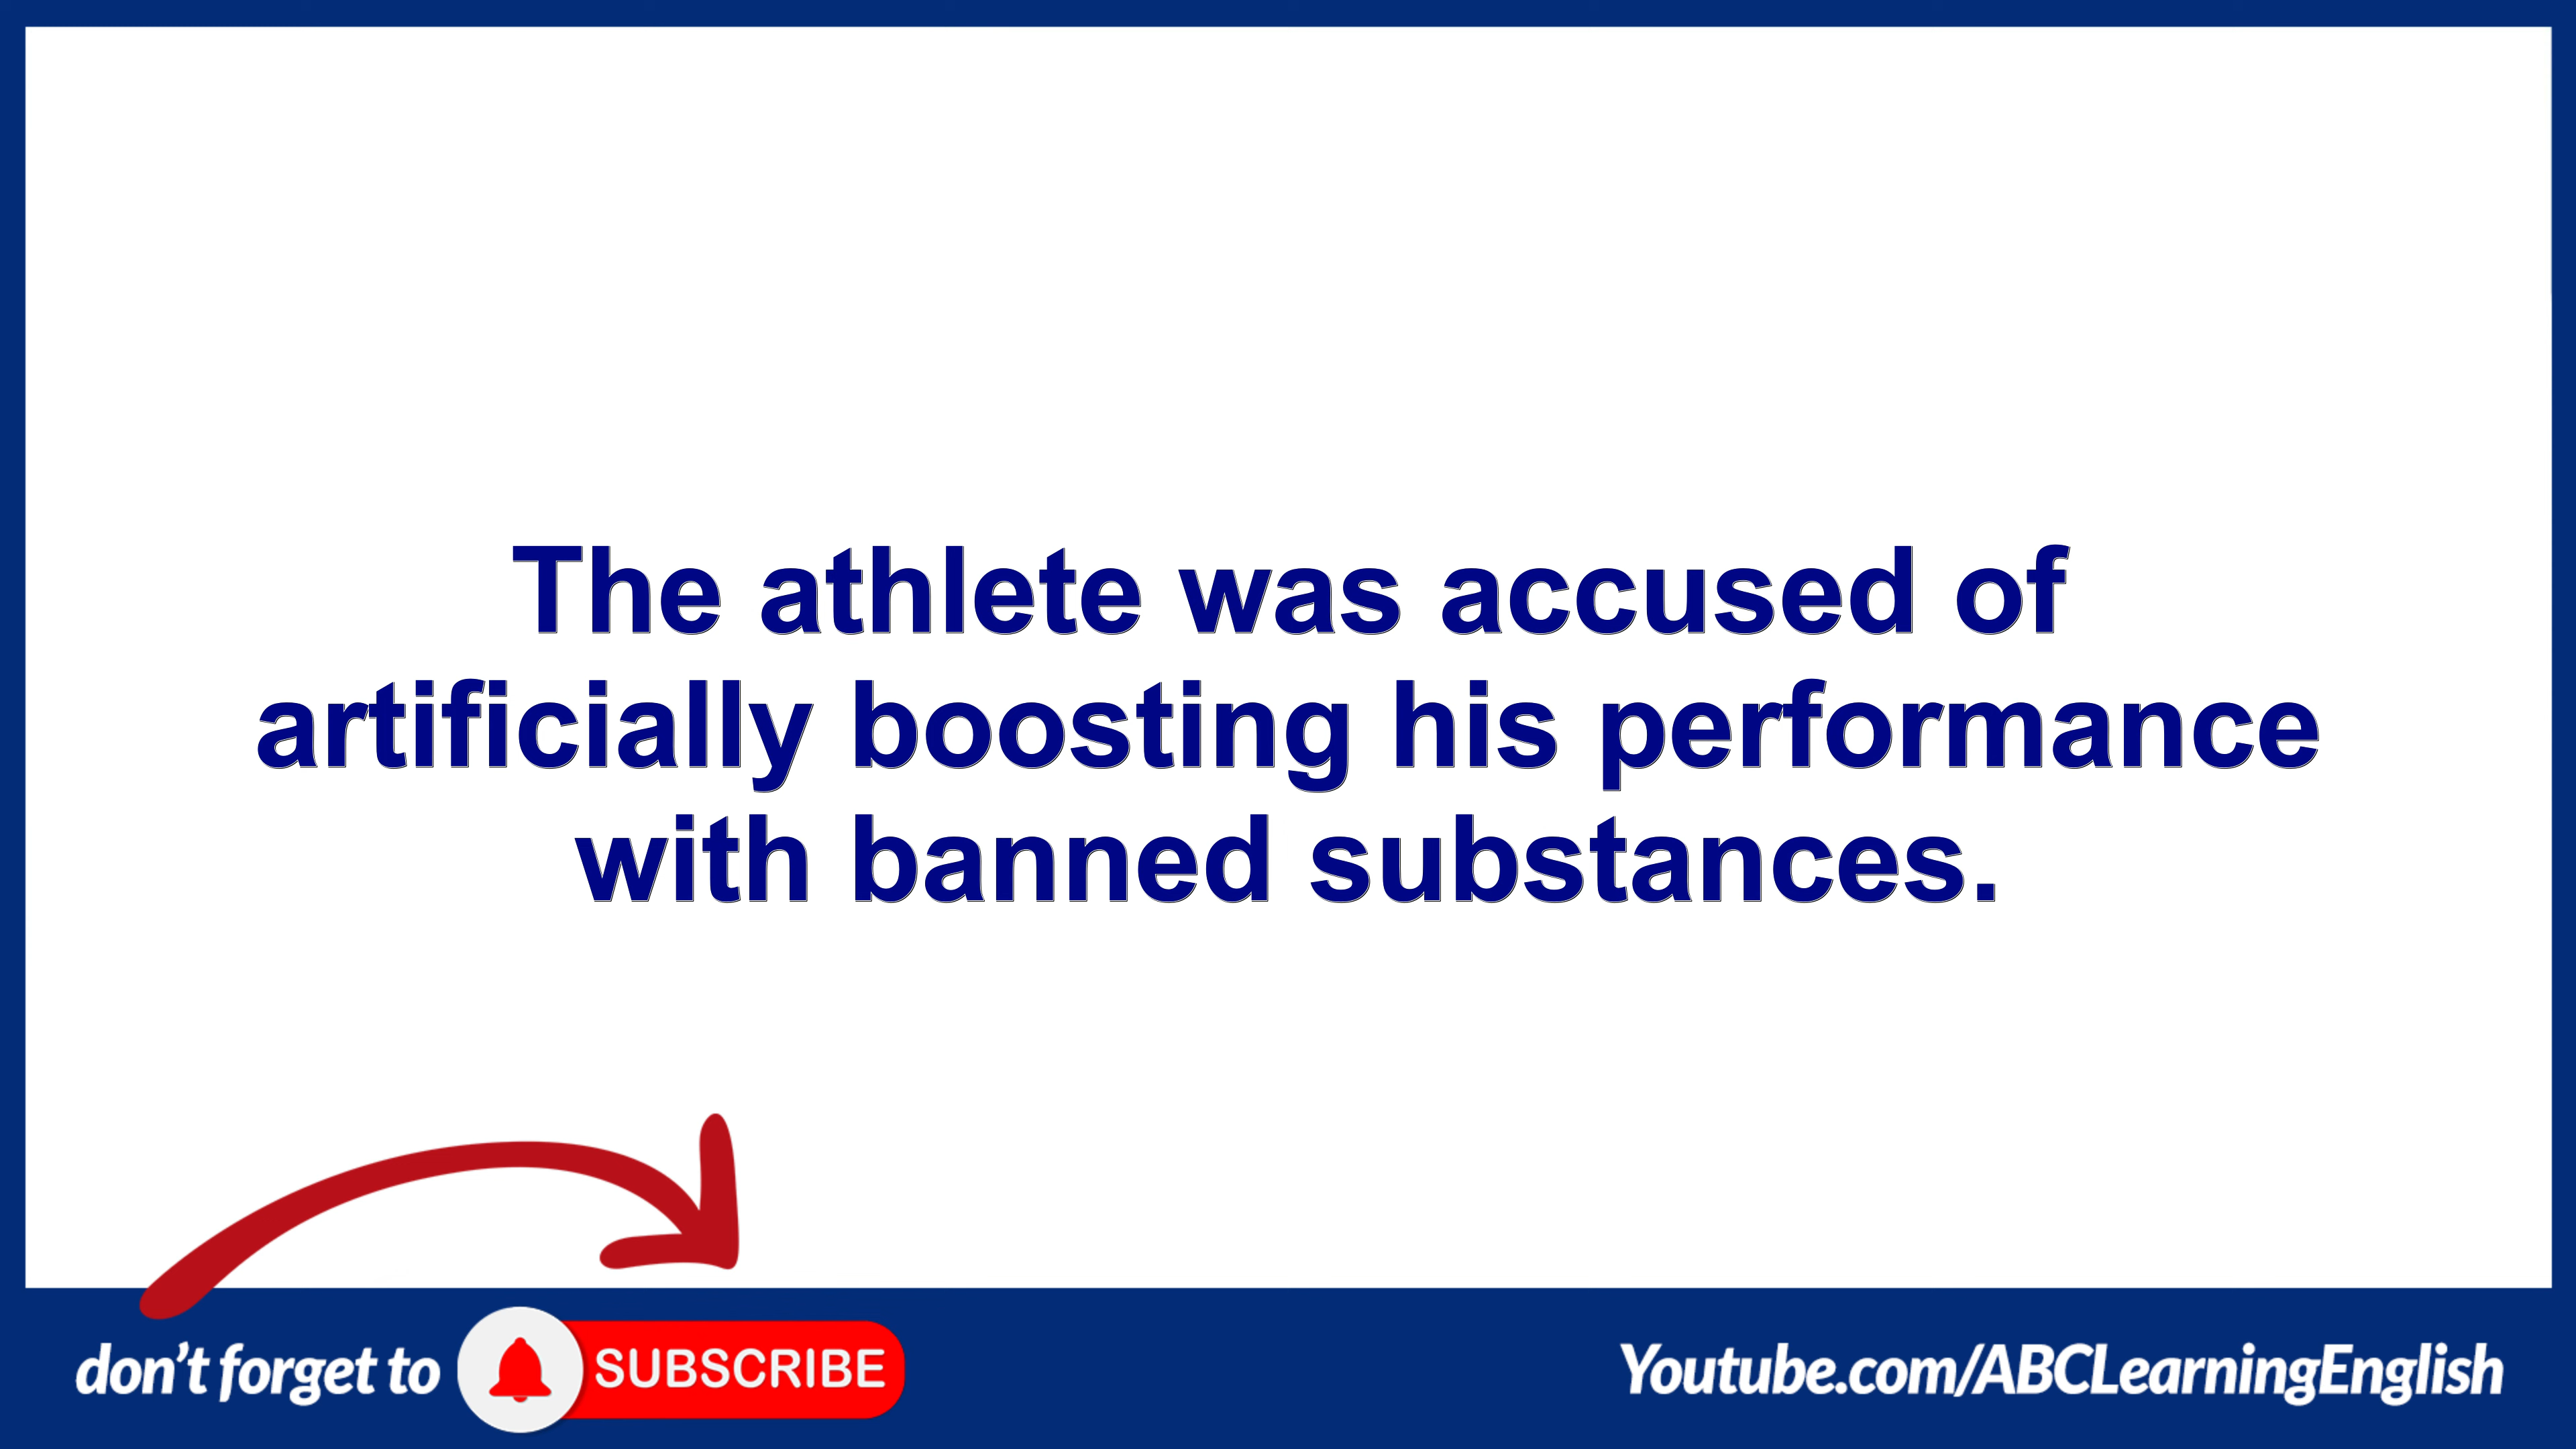 The athlete was accused of
artificially boosting his performance
with banned substances.
don't forget to SUBSCRIBE
Youtube.com/ABCLearningEnglish